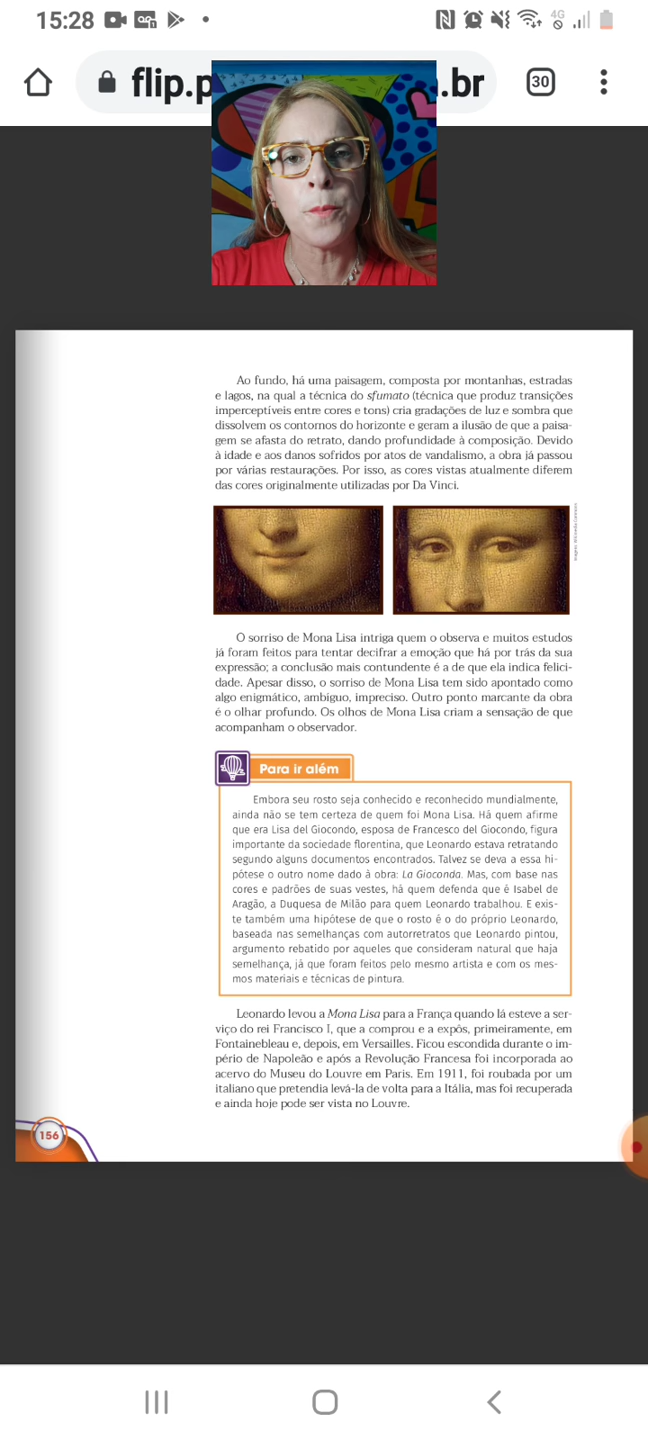 15:28
4G
flip.p .br
30
Ao fundo, há uma paisagem, composta por montanhas, estradas
e lagos, na qual a técnica do sfumato (técnica que produz transições
imperceptíveis entre cores e tons) cria gradações de luz e sombra que
dissolvem os contornos do horizonte e geram a ilusão de que a paisa-
gem se afasta do retrato, dando profundidade à composição. Devido
à idade e aos danos sofridos por atos de vandalismo, a obra já passou
por várias restaurações. Por isso, as cores vistas atualmente diferem
das cores originalmente utilizadas por Da Vinci.
O sorriso de Mona Lisa intriga quem o observa e muitos estudos
já foram feitos para tentar decifrar a emoção que há por trás da sua
expressão; a conclusão mais contundente é a de que ela indica felici-
dade. Apesar disso, o sorriso de Mona Lisa tem sido apontado como
algo enigmático, ambíguo, impreciso. Outro ponto marcante da obra
é o olhar profundo. Os olhos de Mona Lisa criam a sensação de que
acompanham o observador.
Para ir além
Embora seu rosto seja conhecido e reconhecido mundialmente,
ainda não se tem certeza de quem foi Mona Lisa. Há quem afirme
que era Lisa del Giocondo, esposa de Francesco del Giocondo, figura
importante da sociedade florentina, que Leonardo estava retratando
segundo alguns documentos encontrados. Talvez se deva a essa hi-
pótese o outro nome dado à obra: La Gioconda. Mas, com base nas
cores e padrões de suas vestes, há quem defenda que é Isabel de
Aragão, a Duquesa de Milão para quem Leonardo trabalhou. E exis-
te também uma hipótese de que o rosto é o do próprio Leonardo,
baseada nas semelhanças com autorretratos que Leonardo pintou,
argumento rebatido por aqueles que consideram natural que haja
semelhança, já que foram feitos pelo mesmo artista e com os mes-
mos materiais e técnicas de pintura.
Leonardo levou a Mona Lisa para a França quando lá esteve a ser-
viço do rei Francisco I, que a comprou e a expôs, primeiramente, em
Fontainebleau e, depois, em Versailles. Ficou escondida durante o im-
pério de Napoleão e após a Revolução Francesa foi incorporada ao
acervo do Museu do Louvre em Paris. Em 1911, foi roubada por um
italiano que pretendia levá-la de volta para a Itália, mas foi recuperada
e ainda hoje pode ser vista no Louvre.
156